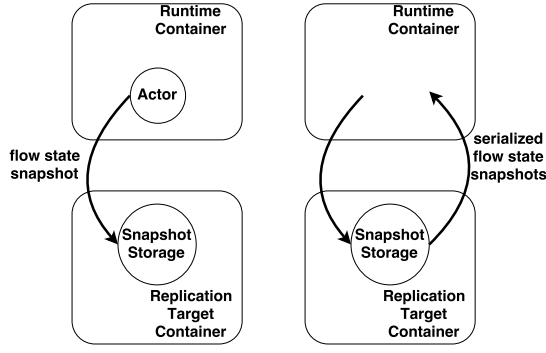 Runtime
Container
Actor
flow state
snapshot
Snapshot
Storage
Replication
Target
Container
Runtime
Container
serialized
flow state
snapshots
Snapshot
Storage
Replication
Target
Container